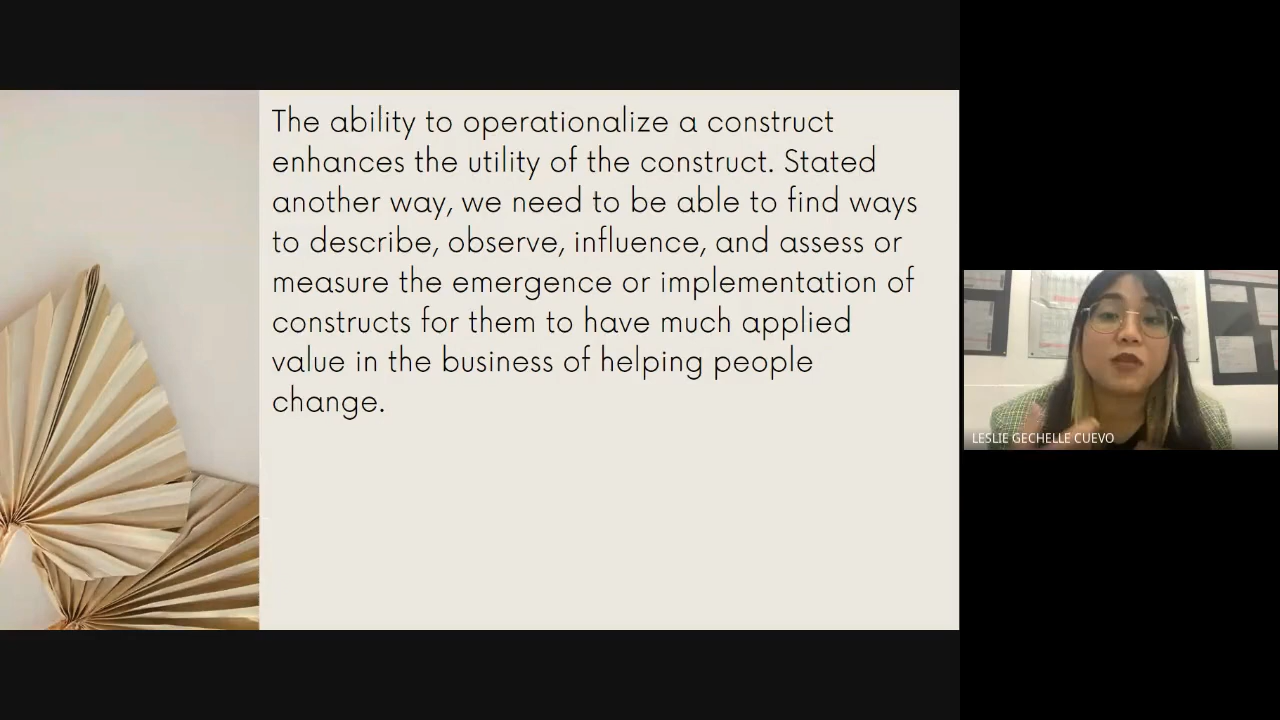 The ability to operationalize a construct
enhances the utility of the construct. Stated
another way, we need to be able to find ways
to describe, observe, influence, and assess or
measure the emergence or implementation of
constructs for them to have much applied
value in the business of helping people
change.
LESLIE GECHELLE CUEVO